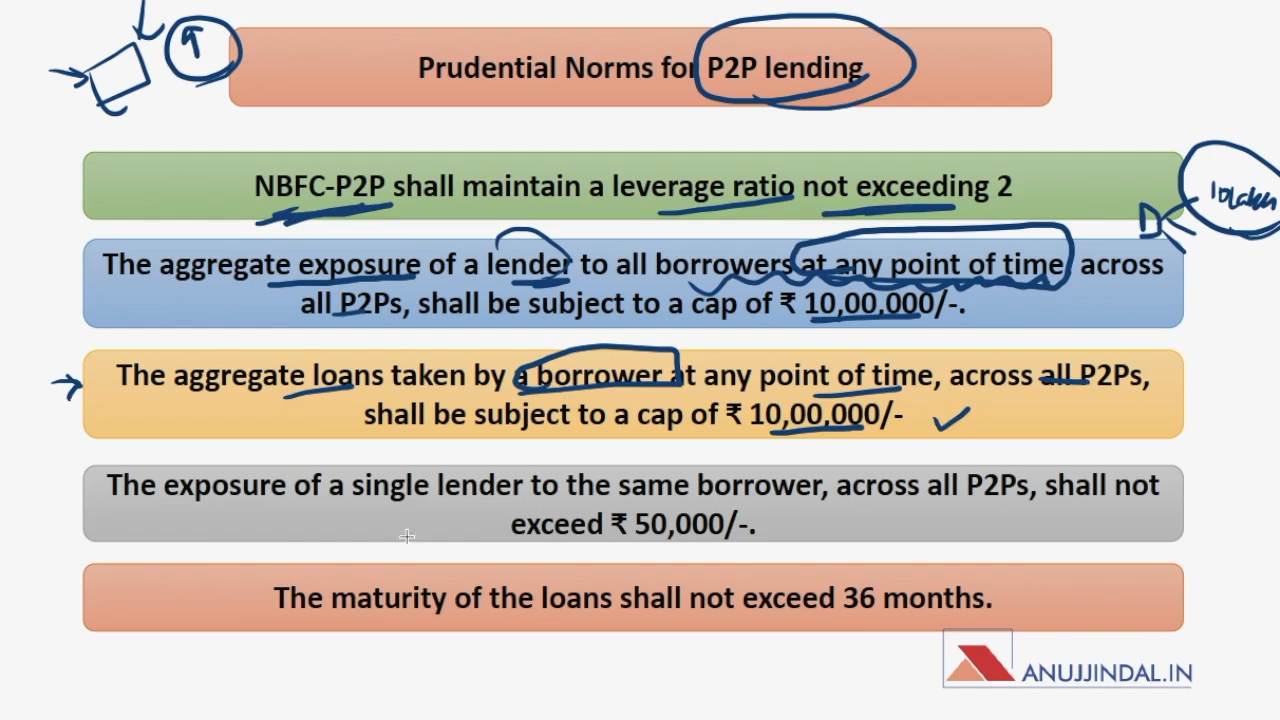 Prudential Norms for P2P lending
NBFC-P2P shall maintain a leverage ratio not exceeding 2
The aggregate exposure of a lender to all borrowers at any point of time, across
all P2Ps, shall be subject to a cap of ₹ 10,00,000/-.
The aggregate loans taken by a borrower at any point of time, across all P2Ps,
shall be subject to a cap of ₹ 10,00,000/-
The exposure of a single lender to the same borrower, across all P2Ps, shall not
exceed ₹ 50,000/-.
The maturity of the loans shall not exceed 36 months.
ANUJJINDAL.IN